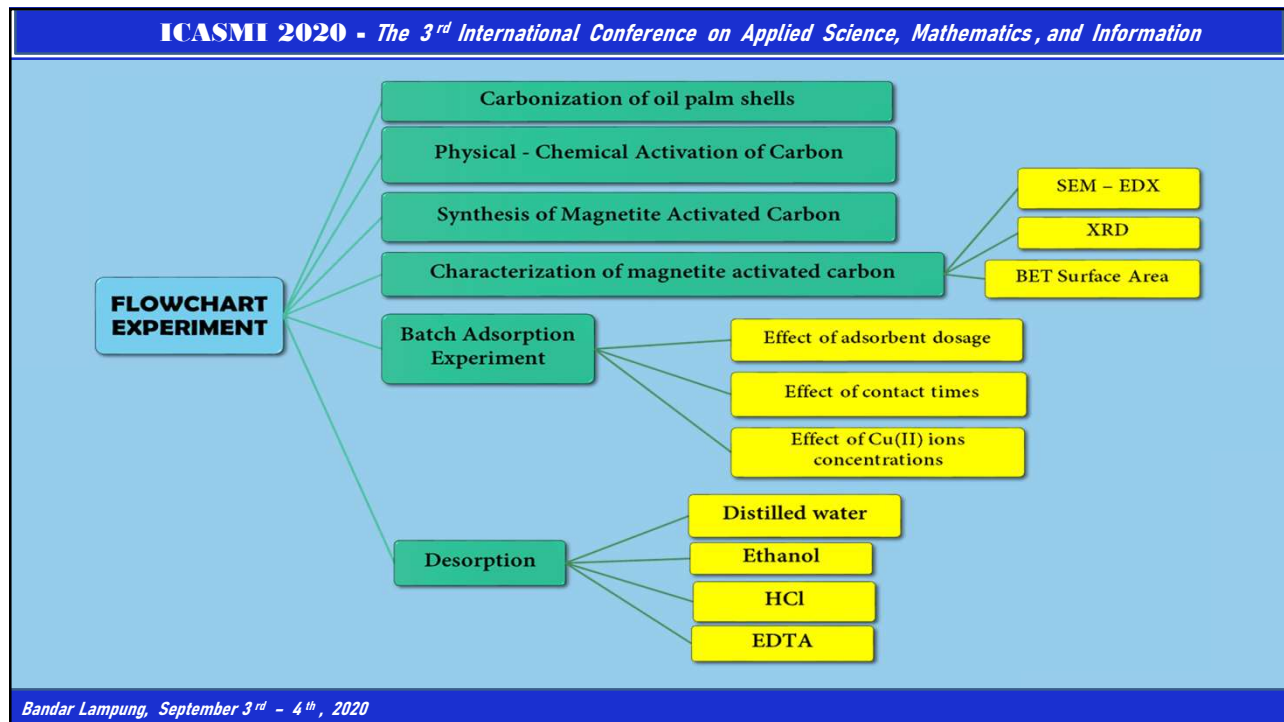 ICASMI 2020 - The 3rd International Conference on Applied Science, Mathematics, and Information
FLOWCHART
EXPERIMENT
Carbonization of oil palm shells
Physical - Chemical Activation of Carbon
Synthesis of Magnetite Activated Carbon
Characterization of magnetite activated carbon
SEM – EDX
XRD
BET Surface Area
Batch Adsorption
Experiment
Effect of adsorbent dosage
Effect of contact times
Effect of Cu(II) ions
concentrations
Desorption
Distilled water
Ethanol
HCl
EDTA
Bandar Lampung, September 3rd – 4th, 2020